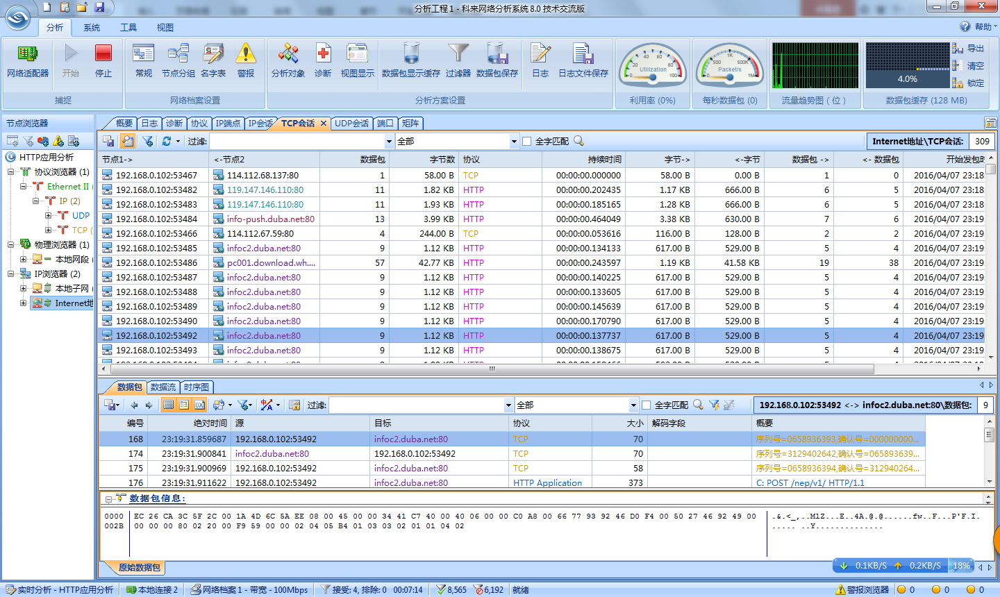 分析工程 1 - 科来网络分析系统 8.0 技术交流版
分析 系统 工具 视图 帮助
网络适配器 开始 停止 常规 节点分组 名字表 警报 分析对象 诊断 视图显示 数据包显示缓存 过滤器 数据包保存 日志 日志文件保存 导出
清空
4.0% 锁定
捕捉 网络档案设置 分析方案设置 利用率 (0%) 每秒数据包 (0) 流量趋势图 ( 位 ) 数据包缓存 (128 MB)
0 20 40 60 80 100 Utilization
0 500 1K 500K 1M Packet/s
节点浏览器
HTTP应用分析
协议浏览器 (1)
Ethernet II (
IP (2)
UDP
TCP (
物理浏览器 (1)
本地网段
IP浏览器 (2)
本地子网 (
Internet地
概要 日志 诊断 协议 IP端点 IP会话 TCP会话 UDP会话 端口 矩阵
过滤: 全部 全字匹配 Internet地址\TCP会话: 309
节点1-> <-节点2 数据包 字节数 协议 持续时间 字节-> <-字节 数据包 -> <- 数据包 开始发包时
192.168.0.102:53467 114.112.68.137:80 1 58.00 B TCP 00:00:00.000000 58.00 B 0.00 B 1 0 2016/04/07 23:18
192.168.0.102:53482 119.147.146.110:80 11 1.82 KB HTTP 00:00:00.202435 1.17 KB 666.00 B 6 5 2016/04/07 23:18
192.168.0.102:53483 119.147.146.110:80 11 1.93 KB HTTP 00:00:00.185165 1.28 KB 666.00 B 6 5 2016/04/07 23:18
192.168.0.102:53484 info-push.duba.net:80 13 3.99 KB HTTP 00:00:00.464049 3.38 KB 630.00 B 7 6 2016/04/07 23:18
192.168.0.102:53466 114.112.67.59:80 4 244.00 B TCP 00:00:00.053616 116.00 B 128.00 B 2 2 2016/04/07 23:19
192.168.0.102:53485 infoc2.duba.net:80 9 1.12 KB HTTP 00:00:00.134133 617.00 B 529.00 B 5 4 2016/04/07 23:19
192.168.0.102:53486 pc001.download.wh.... 57 42.77 KB HTTP 00:00:00.243597 1.19 KB 41.58 KB 19 38 2016/04/07 23:19
192.168.0.102:53487 infoc2.duba.net:80 9 1.12 KB HTTP 00:00:00.140225 617.00 B 529.00 B 5 4 2016/04/07 23:19
192.168.0.102:53488 infoc2.duba.net:80 9 1.12 KB HTTP 00:00:00.133605 617.00 B 529.00 B 5 4 2016/04/07 23:19
192.168.0.102:53489 infoc2.duba.net:80 9 1.12 KB HTTP 00:00:00.145639 617.00 B 529.00 B 5 4 2016/04/07 23:19
192.168.0.102:53490 infoc2.duba.net:80 9 1.12 KB HTTP 00:00:00.170790 617.00 B 529.00 B 5 4 2016/04/07 23:19
192.168.0.102:53492 infoc2.duba.net:80 9 1.12 KB HTTP 00:00:00.137737 617.00 B 529.00 B 5 4 2016/04/07 23:19
192.168.0.102:53493 infoc2.duba.net:80 9 1.12 KB HTTP 00:00:00.138675 617.00 B 529.00 B 5 4 2016/04/07 23:19
数据包 数据流 时序图
过滤: 全部 全字匹配 192.168.0.102:53492 <-> infoc2.duba.net:80\数据包: 9
编号 绝对时间 源 目标 协议 大小 解码字段 概要
168 23:19:31.859687 192.168.0.102:53492 infoc2.duba.net:80 TCP 70 序列号=0658936393,确认号=000000000...
174 23:19:31.900841 infoc2.duba.net:80 192.168.0.102:53492 TCP 70 序列号=3129402642,确认号=065893639...
175 23:19:31.900969 192.168.0.102:53492 infoc2.duba.net:80 TCP 58 序列号=0658936394,确认号=312940264...
176 23:19:31.911622 192.168.0.102:53492 infoc2.duba.net:80 HTTP Application 373 C: POST /nep/v1/ HTTP/1.1
数据包信息:
0000 EC 26 CA 3C 5F 2C 00 1A 4D 6C 5A EE 08 00 45 00 00 34 41 C7 40 00 40 06 00 00 C0 A8 00 66 77 93 92 46 D0 F4 00 50 27 46 92 49 00 .&.<_,..MlZ...E..4A.@.@......fw..F...P'F.I.
002B 00 00 00 80 02 20 00 F9 59 00 00 02 04 05 B4 01 03 03 02 01 01 04 02 ..... ..Y..............
原始数据包
0.1KB/S 0.2KB/S 18%
实时分析 - HTTP应用分析 本地连接 2 网络档案 1 - 带宽 - 100Mbps 接受: 4, 排除: 0 00:07:14 8,565 6,192 就绪 警报浏览器 0 0 0